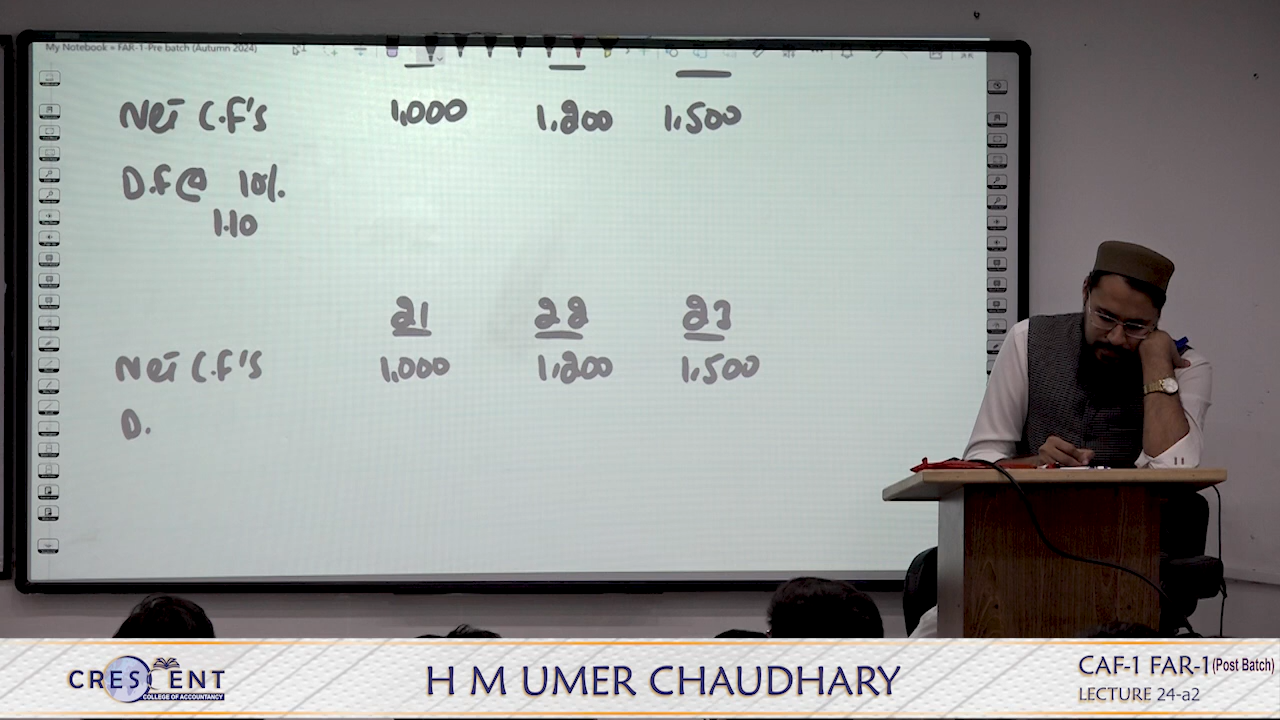 My Notebook » FAR-1-Pre batch (Autumn 2024)
Net C.F's 1,000 1,200 1,500
D.F @ 10%.
1.10
21 22 23
Net C.F's 1,000 1,200 1,500
D.
CRESCENT
COLLEGE OF ACCOUNTANCY
H M UMER CHAUDHARY
CAF-1 FAR-1 (Post Batch)
LECTURE 24-a2